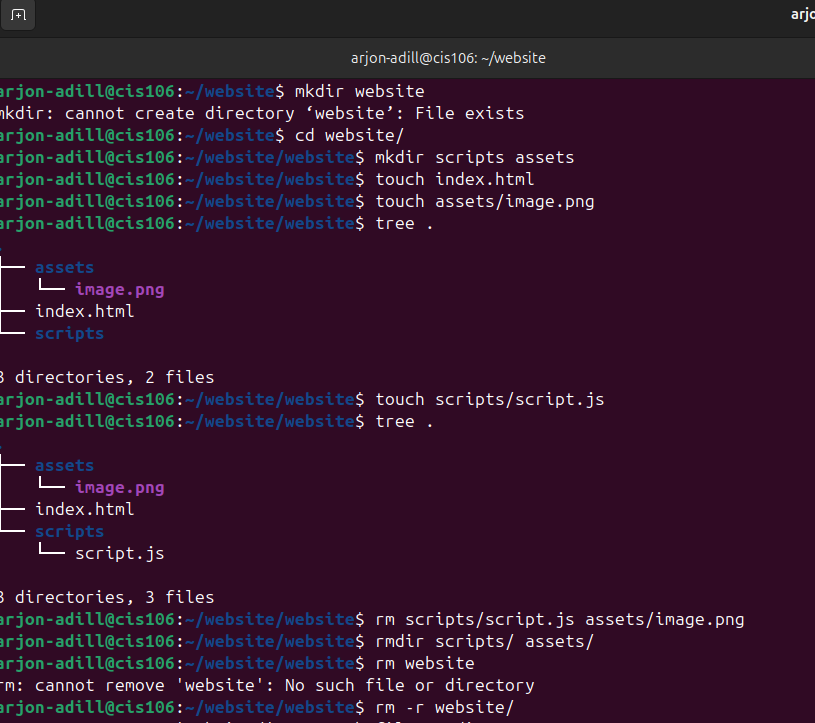 arjo
arjon-adill@cis106: ~/website
arjon-adill@cis106:~/website$ mkdir website
mkdir: cannot create directory ‘website’: File exists
arjon-adill@cis106:~/website$ cd website/
arjon-adill@cis106:~/website/website$ mkdir scripts assets
arjon-adill@cis106:~/website/website$ touch index.html
arjon-adill@cis106:~/website/website$ touch assets/image.png
arjon-adill@cis106:~/website/website$ tree .
.
├── assets
│   └── image.png
├── index.html
└── scripts
3 directories, 2 files
arjon-adill@cis106:~/website/website$ touch scripts/script.js
arjon-adill@cis106:~/website/website$ tree .
.
├── assets
│   └── image.png
├── index.html
└── scripts
    └── script.js
3 directories, 3 files
arjon-adill@cis106:~/website/website$ rm scripts/script.js assets/image.png
arjon-adill@cis106:~/website/website$ rmdir scripts/ assets/
arjon-adill@cis106:~/website/website$ rm website
rm: cannot remove 'website': No such file or directory
arjon-adill@cis106:~/website/website$ rm -r website/